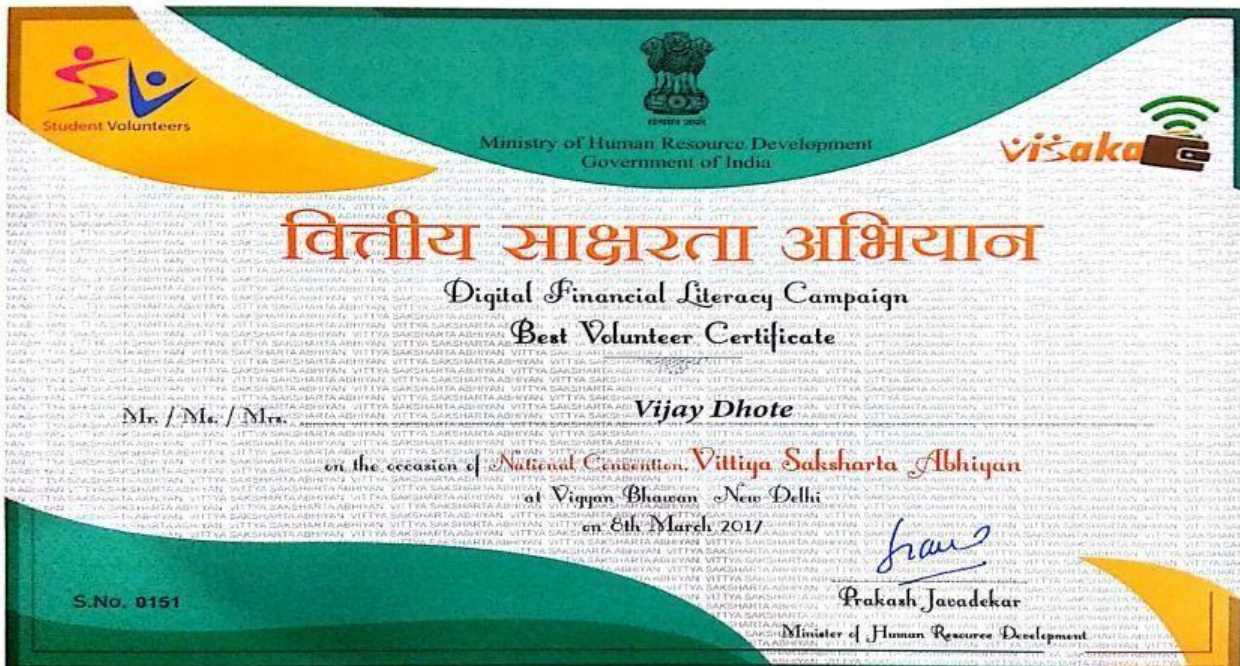 Student Volunteers
सत्यमेव जयते
Ministry of Human Resource Development
Government of India
visaka
वित्तीय साक्षरता अभियान
Digital Financial Literacy Campaign
Best Volunteer Certificate
Mr. / Ms. / Mrs. Vijay Dhote
on the occasion of National Convention, Vittiya Saksharta Abhiyan
at Vigyan Bhawan New Delhi
on 8th March 2017
S.No. 0151
Prakash Javadekar
Minister of Human Resource Development